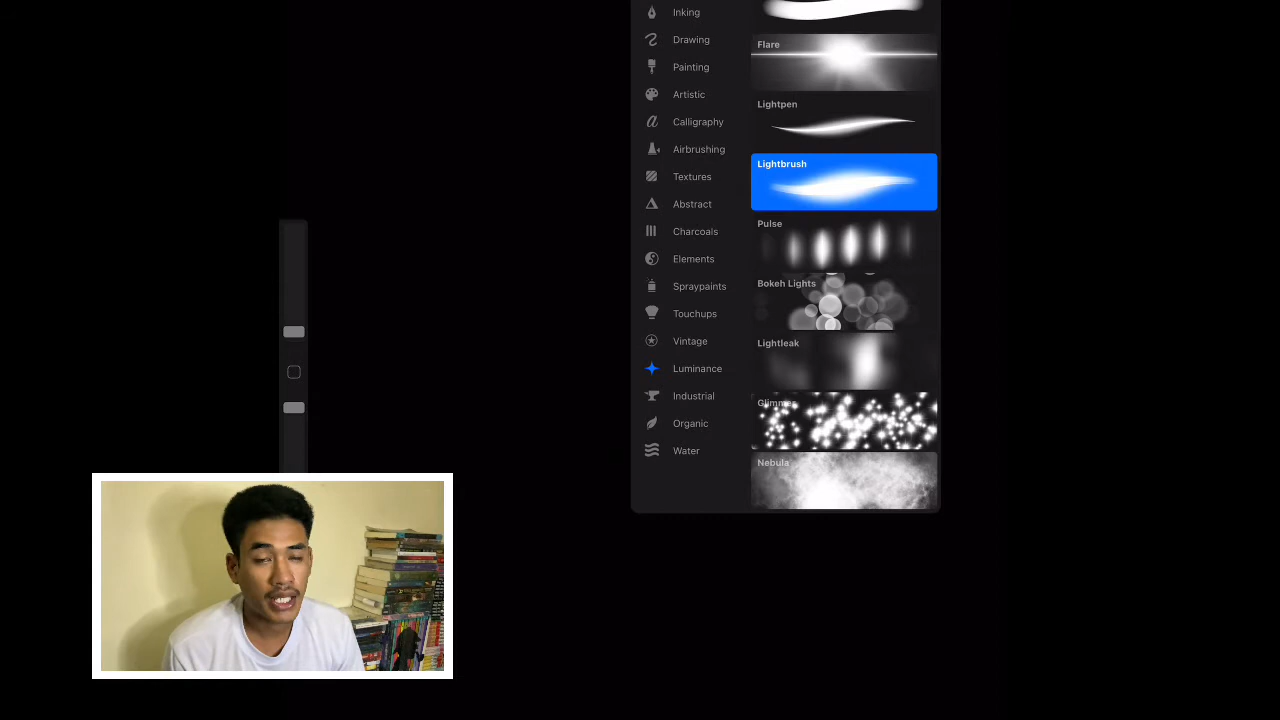 Inking
Drawing
Painting
Artistic
Calligraphy
Airbrushing
Textures
Abstract
Charcoals
Elements
Spraypaints
Touchups
Vintage
Luminance
Industrial
Organic
Water
Flare
Lightpen
Lightbrush
Pulse
Bokeh Lights
Lightleak
Glimmer
Nebula